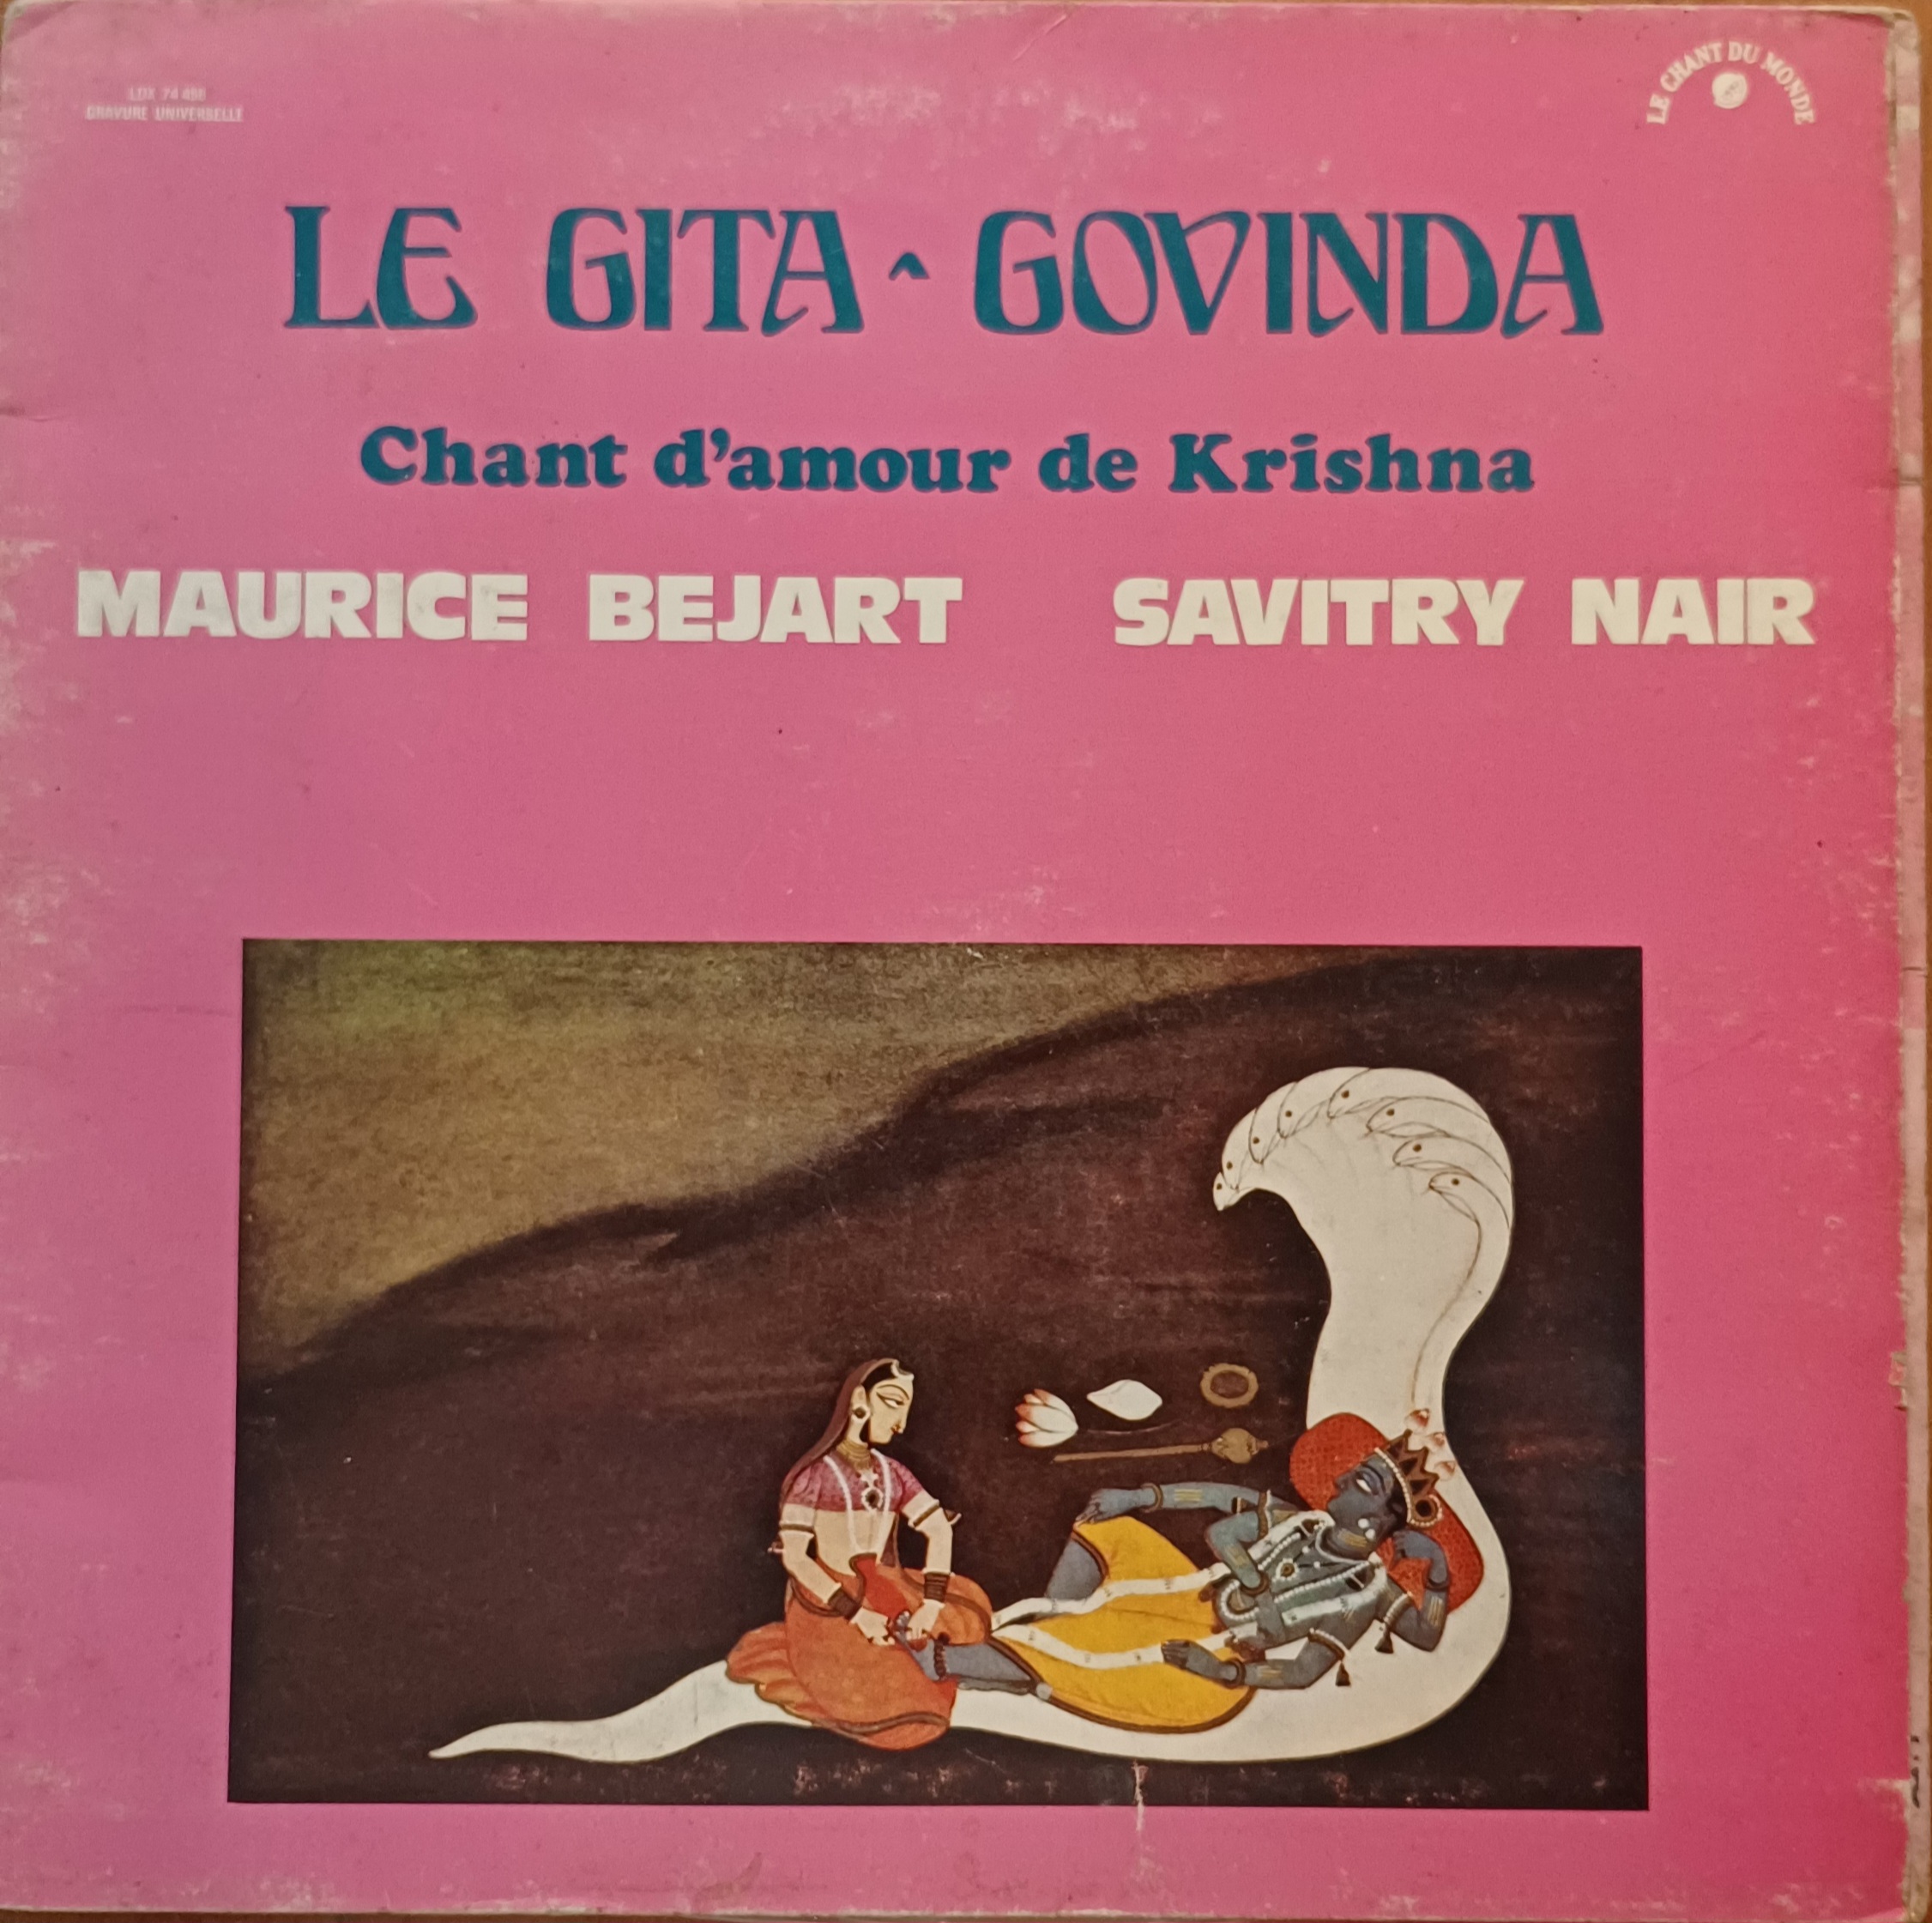 LE CHANT DU MONDE
LDX 74 488
GRAVURE UNIVERSELLE
LE GITA-GOVINDA
Chant d'amour de Krishna
MAURICE BEJART SAVITRY NAIR